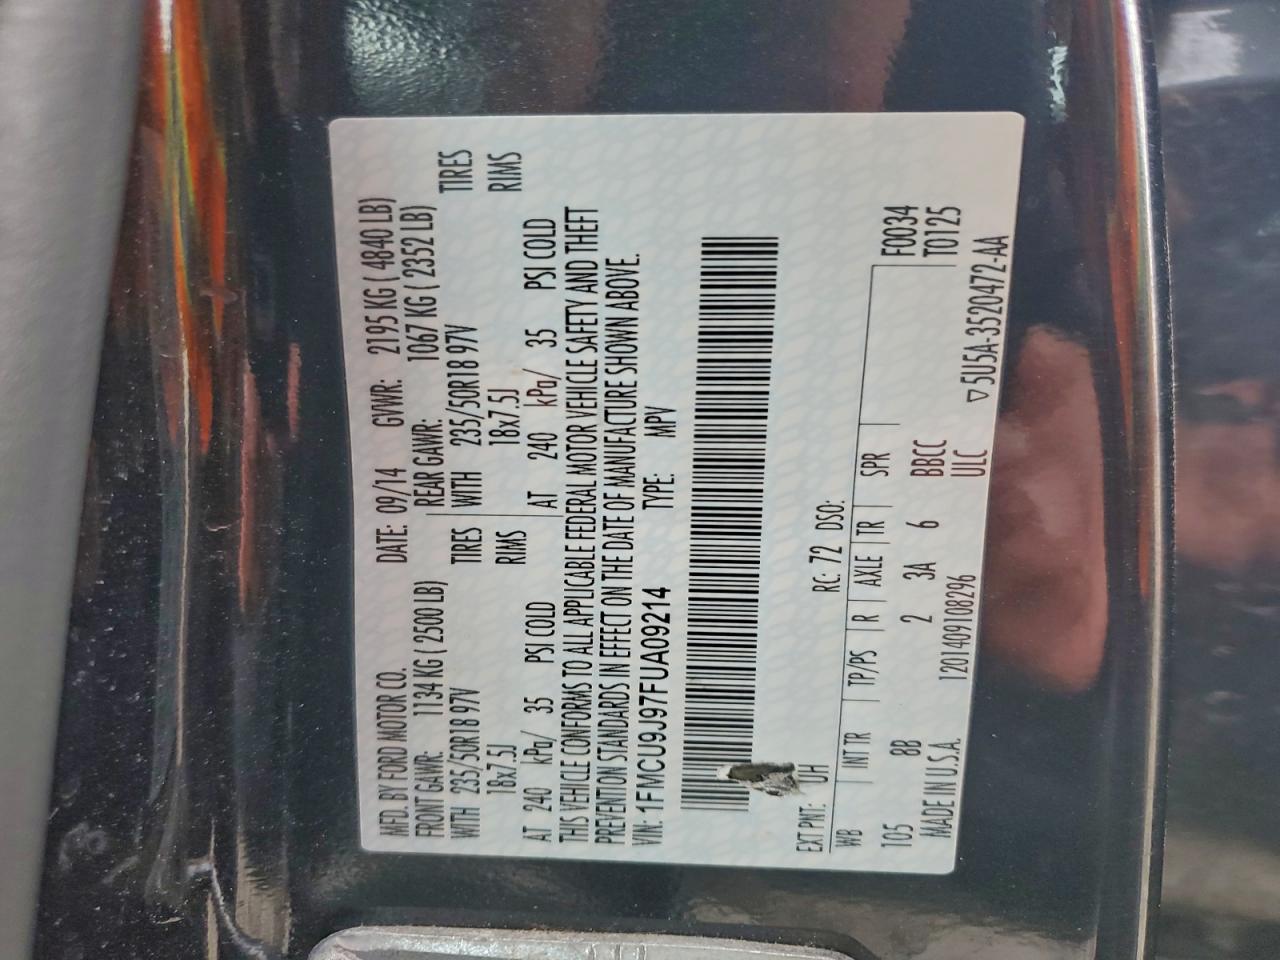 MFD. BY FORD MOTOR CO. DATE: 09/14 GVWR: 2195 KG ( 4840 LB)
FRONT GAWR: 1134 KG ( 2500 LB) REAR GAWR: 1067 KG ( 2352 LB)
WITH 235/50R18 97V TIRES WITH 235/50R18 97V TIRES
18x7.5J RIMS 18x7.5J RIMS
AT 240 kPa/ 35 PSI COLD AT 240 kPa/ 35 PSI COLD
THIS VEHICLE CONFORMS TO ALL APPLICABLE FEDERAL MOTOR VEHICLE SAFETY AND THEFT
PREVENTION STANDARDS IN EFFECT ON THE DATE OF MANUFACTURE SHOWN ABOVE.
VIN: 1FMCU9J97FUA09214 TYPE: MPV
EXT PNT: UH RC: 72 DSO:
WB INT TR TP/PS R AXLE TR SPR F0034
105 8B 2 3A 6 BBCC T0125
MADE IN U.S.A. 1201409108296 ULC ▽5U5A-3520472-AA